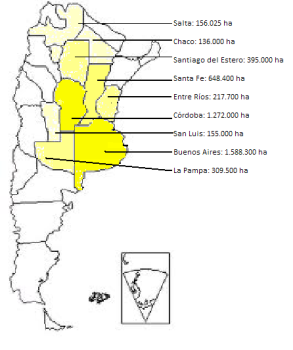 Salta: 156.025 ha
Chaco: 136.000 ha
Santiago del Estero: 395.000 ha
Santa Fe: 648.400 ha
Entre Ríos: 217.700 ha
Córdoba: 1.272.000 ha
San Luis: 155.000 ha
Buenos Aires: 1.588.300 ha
La Pampa: 309.500 ha